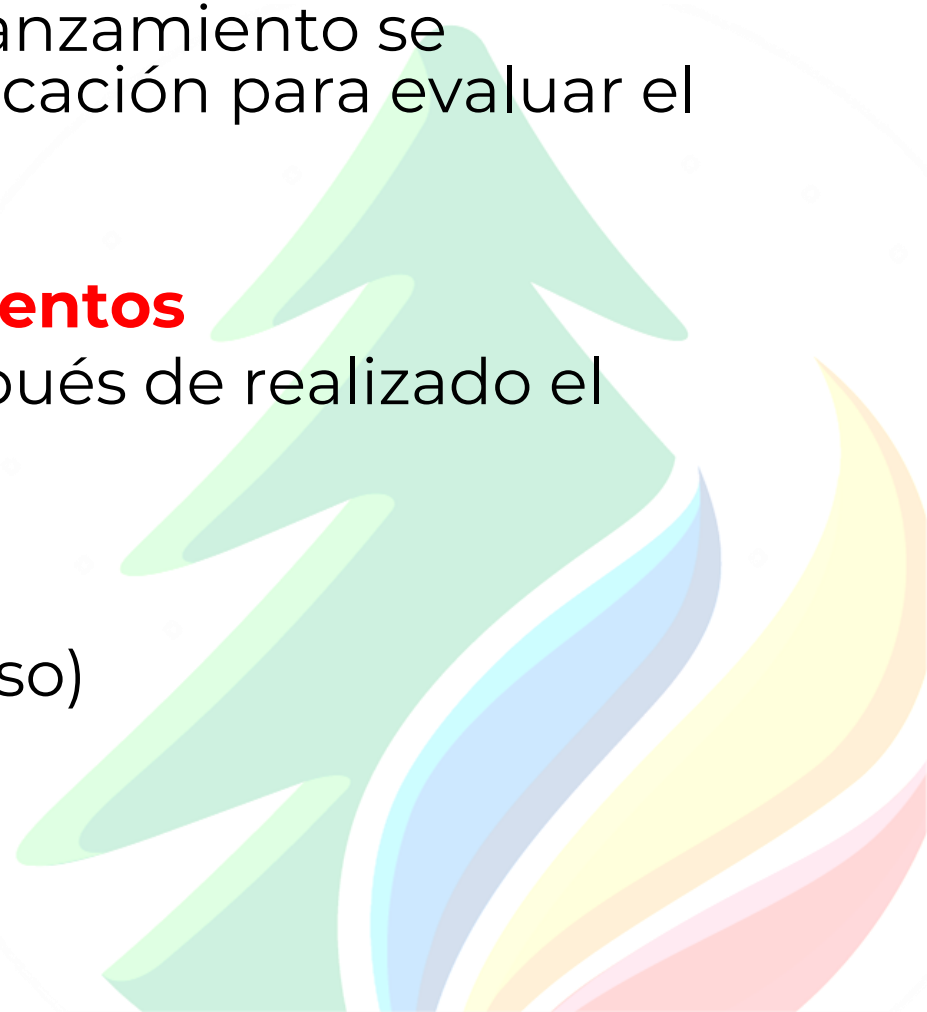 anzamiento se
cación para evaluar el
entos
pués de realizado el
so)